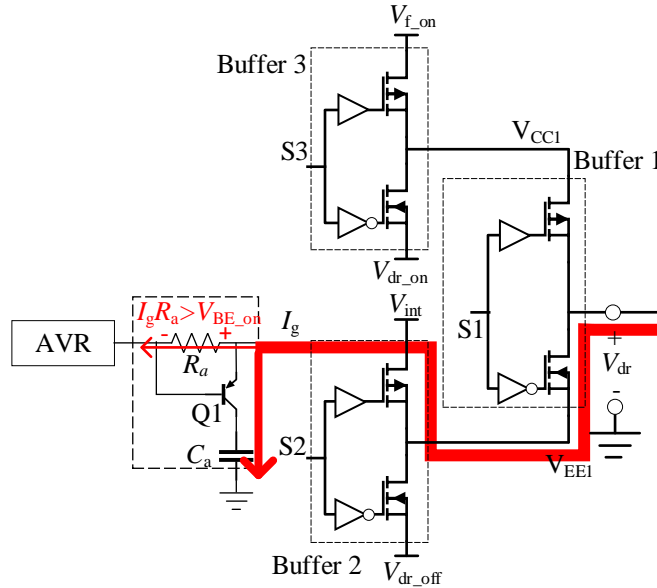 V_f_on
Buffer 3
S3
V_CC1
Buffer 1
V_dr_on
I_gR_a>V_BE_on
I_g
V_int
- +
AVR
R_a
S1
+
V_dr
-
Q1
S2
C_a
V_EE1
Buffer 2
V_dr_off